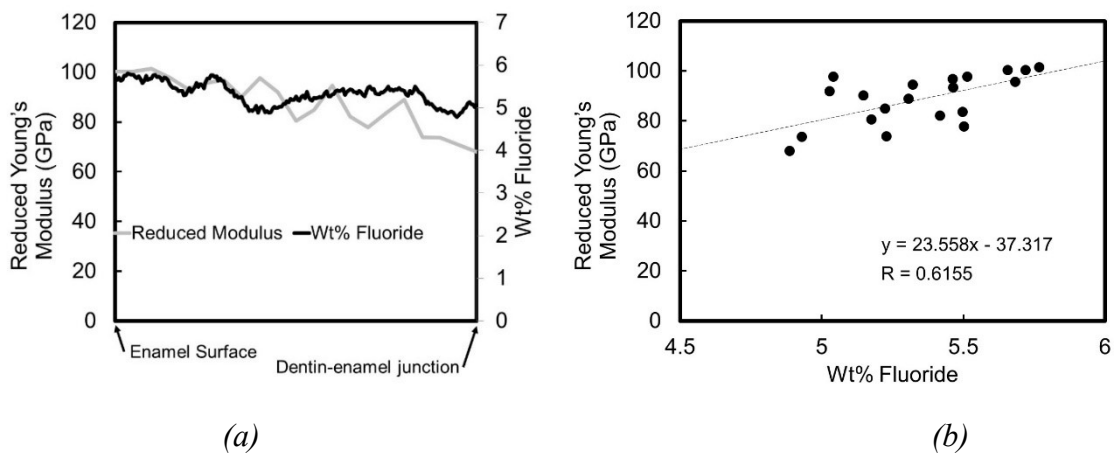 Reduced Young's
Modulus (GPa)
120
100
80
60
40
20
0
7
6
5
4
3
2
1
0
Wt% Fluoride
Reduced Modulus
Wt% Fluoride
Enamel Surface
Dentin-enamel junction
(a)
Reduced Young's
Modulus (GPa)
120
100
80
60
40
20
0
y = 23.558x - 37.317
R = 0.6155
4.5 5 5.5 6
Wt% Fluoride
(b)